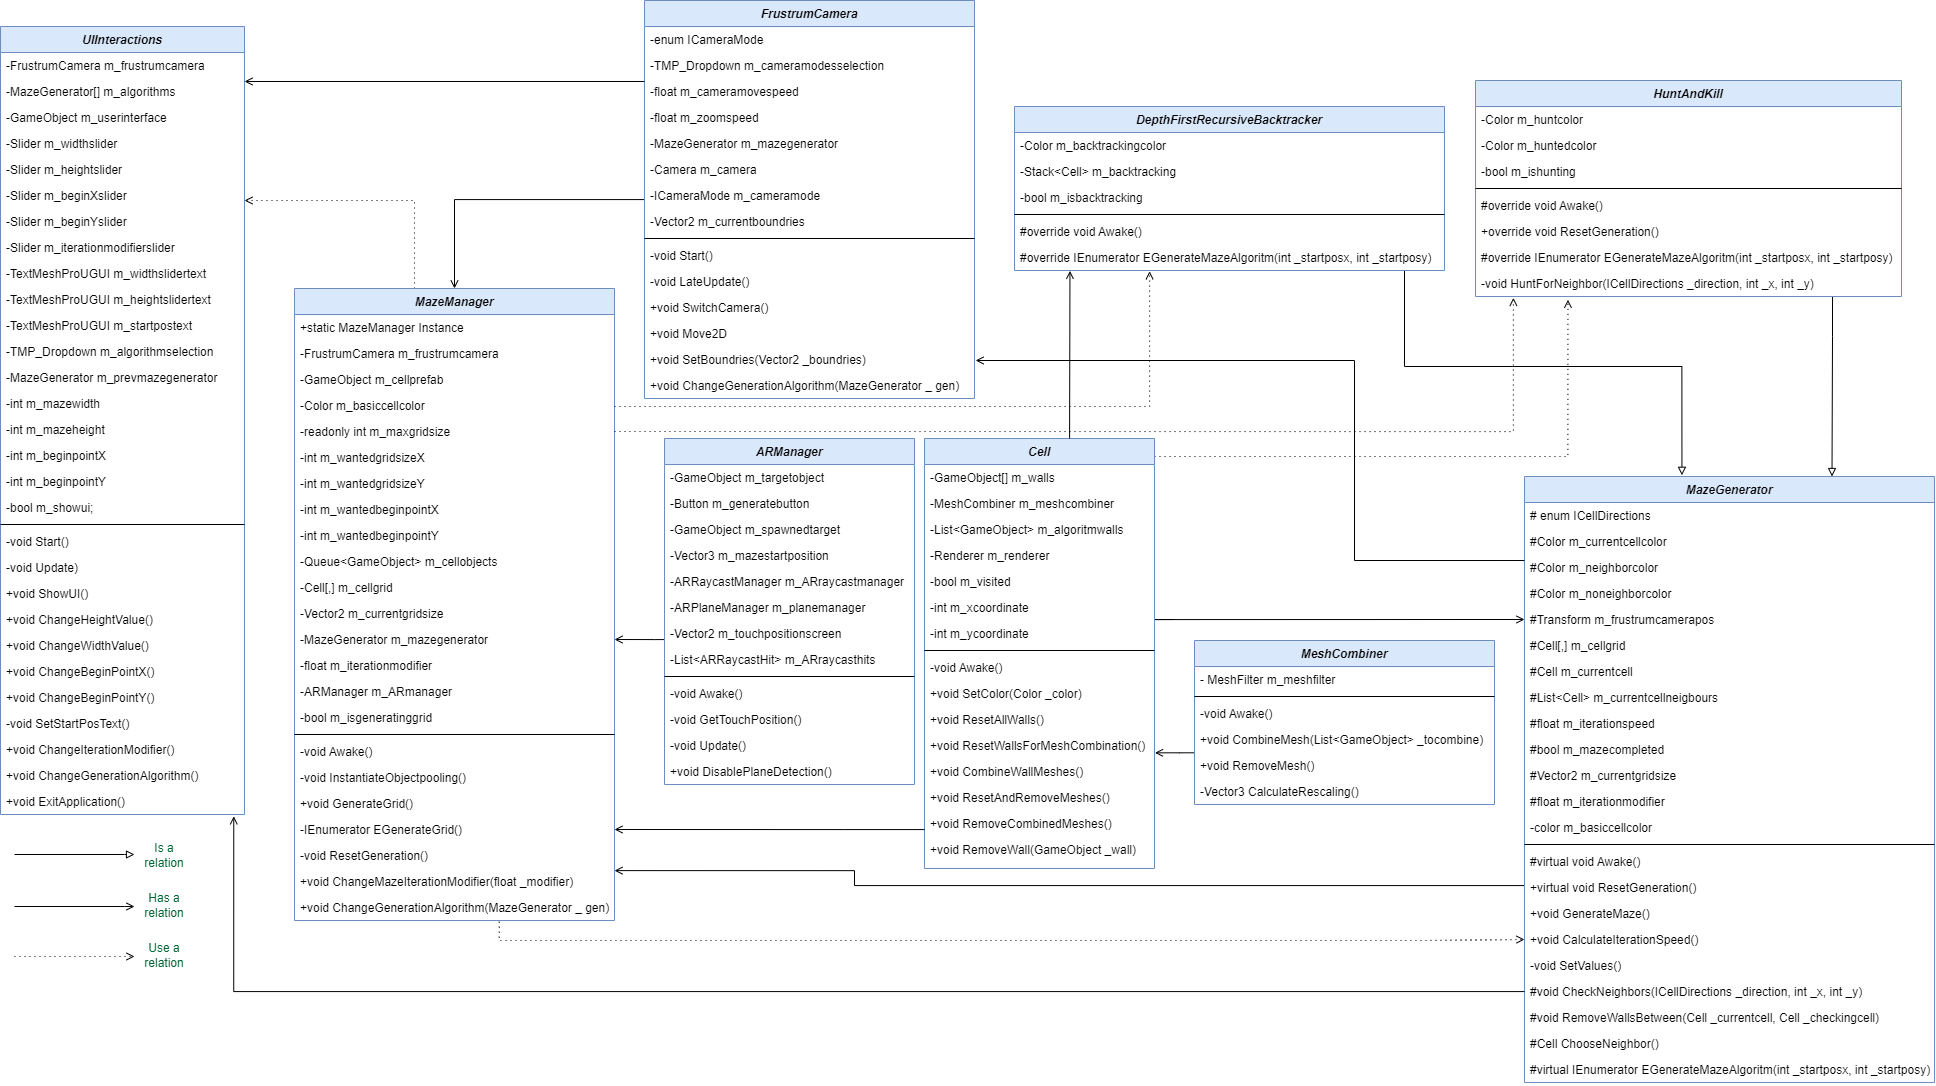 UIInteractions
-FrustrumCamera m_frustrumcamera
-MazeGenerator[] m_algorithms
-GameObject m_userinterface
-Slider m_widthslider
-Slider m_heightslider
-Slider m_beginXslider
-Slider m_beginYslider
-Slider m_iterationmodifierslider
-TextMeshProUGUI m_widthslidertext
-TextMeshProUGUI m_heightslidertext
-TextMeshProUGUI m_startpostext
-TMP_Dropdown m_algorithmselection
-MazeGenerator m_prevmazegenerator
-int m_mazewidth
-int m_mazeheight
-int m_beginpointX
-int m_beginpointY
-bool m_showui;
-void Start()
-void Update)
+void ShowUI()
+void ChangeHeightValue()
+void ChangeWidthValue()
+void ChangeBeginPointX()
+void ChangeBeginPointY()
-void SetStartPosText()
+void ChangeIterationModifier()
+void ChangeGenerationAlgorithm()
+void ExitApplication()
Is a
relation
Has a
relation
Use a
relation
MazeManager
+static MazeManager Instance
-FrustrumCamera m_frustrumcamera
-GameObject m_cellprefab
-Color m_basiccellcolor
-readonly int m_maxgridsize
-int m_wantedgridsizeX
-int m_wantedgridsizeY
-int m_wantedbeginpointX
-int m_wantedbeginpointY
-Queue<GameObject> m_cellobjects
-Cell[,] m_cellgrid
-Vector2 m_currentgridsize
-MazeGenerator m_mazegenerator
-float m_iterationmodifier
-ARManager m_ARmanager
-bool m_isgeneratinggrid
-void Awake()
-void InstantiateObjectpooling()
+void GenerateGrid()
-IEnumerator EGenerateGrid()
-void ResetGeneration()
+void ChangeMazeIterationModifier(float _modifier)
+void ChangeGenerationAlgorithm(MazeGenerator _ gen)
FrustrumCamera
-enum ICameraMode
-TMP_Dropdown m_cameramodesselection
-float m_cameramovespeed
-float m_zoomspeed
-MazeGenerator m_mazegenerator
-Camera m_camera
-ICameraMode m_cameramode
-Vector2 m_currentboundries
-void Start()
-void LateUpdate()
+void SwitchCamera()
+void Move2D
+void SetBoundries(Vector2 _boundries)
+void ChangeGenerationAlgorithm(MazeGenerator _ gen)
ARManager
-GameObject m_targetobject
-Button m_generatebutton
-GameObject m_spawnedtarget
-Vector3 m_mazestartposition
-ARRaycastManager m_ARraycastmanager
-ARPlaneManager m_planemanager
-Vector2 m_touchpositionscreen
-List<ARRaycastHit> m_ARraycasthits
-void Awake()
-void GetTouchPosition()
-void Update()
+void DisablePlaneDetection()
Cell
-GameObject[] m_walls
-MeshCombiner m_meshcombiner
-List<GameObject> m_algoritmwalls
-Renderer m_renderer
-bool m_visited
-int m_xcoordinate
-int m_ycoordinate
-void Awake()
+void SetColor(Color _color)
+void ResetAllWalls()
+void ResetWallsForMeshCombination()
+void CombineWallMeshes()
+void ResetAndRemoveMeshes()
+void RemoveCombinedMeshes()
+void RemoveWall(GameObject _wall)
DepthFirstRecursiveBacktracker
-Color m_backtrackingcolor
-Stack<Cell> m_backtracking
-bool m_isbacktracking
#override void Awake()
#override IEnumerator EGenerateMazeAlgoritm(int _startposx, int _startposy)
MeshCombiner
- MeshFilter m_meshfilter
-void Awake()
+void CombineMesh(List<GameObject> _tocombine)
+void RemoveMesh()
-Vector3 CalculateRescaling()
HuntAndKill
-Color m_huntcolor
-Color m_huntedcolor
-bool m_ishunting
#override void Awake()
+override void ResetGeneration()
#override IEnumerator EGenerateMazeAlgoritm(int _startposx, int _startposy)
-void HuntForNeighbor(ICellDirections _direction, int _x, int _y)
MazeGenerator
# enum ICellDirections
#Color m_currentcellcolor
#Color m_neighborcolor
#Color m_noneighborcolor
#Transform m_frustrumcamerapos
#Cell[,] m_cellgrid
#Cell m_currentcell
#List<Cell> m_currentcellneigbours
#float m_iterationspeed
#bool m_mazecompleted
#Vector2 m_currentgridsize
#float m_iterationmodifier
-color m_basiccellcolor
#virtual void Awake()
+virtual void ResetGeneration()
+void GenerateMaze()
+void CalculateIterationSpeed()
-void SetValues()
#void CheckNeighbors(ICellDirections _direction, int _x, int _y)
#void RemoveWallsBetween(Cell _currentcell, Cell _checkingcell)
#Cell ChooseNeighbor()
#virtual IEnumerator EGenerateMazeAlgoritm(int _startposx, int _startposy)